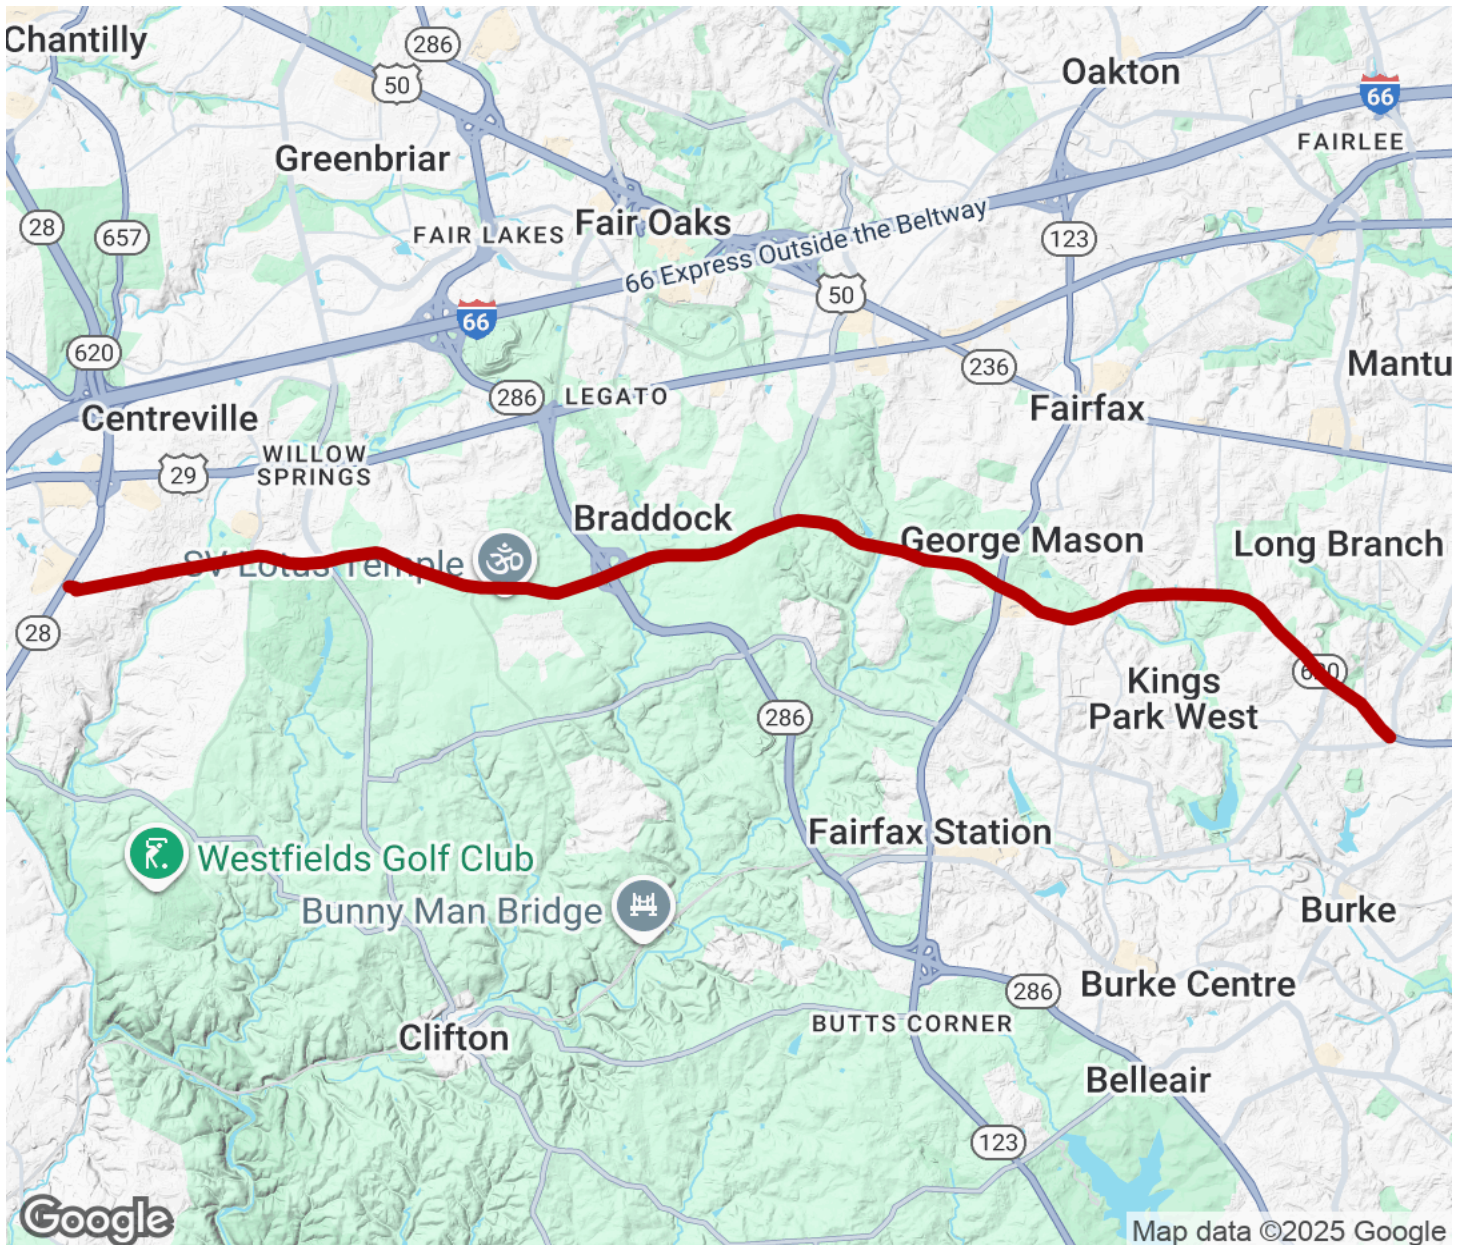 Chantilly
286
50
Oakton
66
FAIRLEE
Greenbriar
28
657
FAIR LAKES
Fair Oaks
66 Express Outside the Beltway
123
50
66
620
236
Mantu
286
LEGATO
Centreville
Fairfax
WILLOW
SPRINGS
29
Braddock
George Mason
Long Branch
SV Lotus Temple
28
Kings
Park West
286
Fairfax Station
Westfields Golf Club
Bunny Man Bridge
Burke
Burke Centre
286
BUTTS CORNER
Clifton
Belleair
123
Google
Map data ©2025 Google